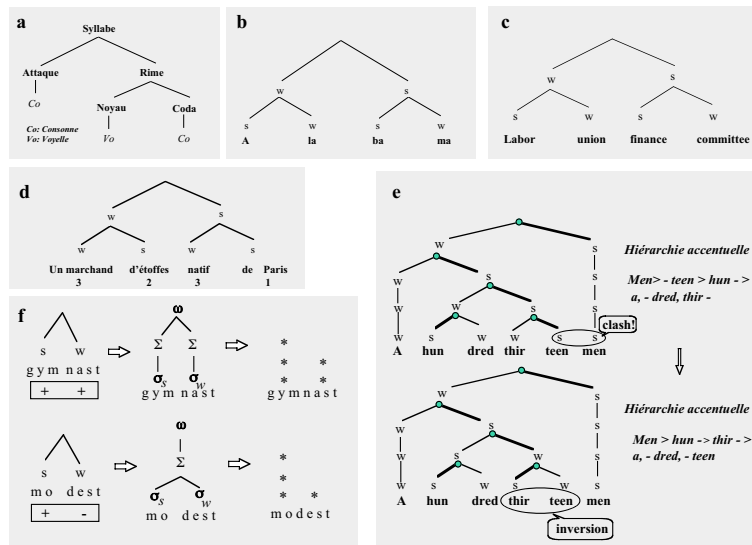 a
Syllabe
Attaque Rime
Co Noyau Coda
Co: Consonne
Vo: Voyelle Vo Co
b
w s
s w s w
A la ba ma
c
w s
s w s w
Labor union finance committee
d
w s
w s w s
Un marchand d'étoffes natif de Paris
3 2 3 1
e
w s
w s s
w s s s
w s w w s s
clash!
A hun dred thir teen men
Hiérarchie accentuelle
Men> - teen > hun - >
a, - dred, thir -
w s
w s s
w s w s
w s w s w s
A hun dred thir teen men
inversion
Hiérarchie accentuelle
Men > hun -> thir - >
a, - dred, - teen
f
s w
gym nast
+ +
ω
Σ Σ
σs σw
gym nast
*
* *
* *
gymnast
s w
mo dest
+ -
ω
Σ
σs σw
mo dest
*
*
* *
modest